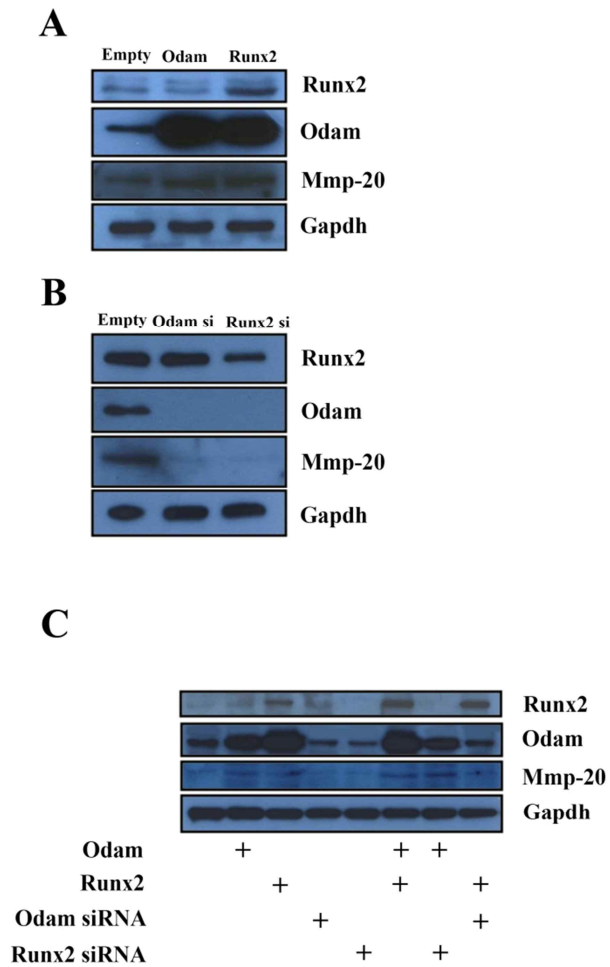 A
Empty Odam Runx2
Runx2
Odam
Mmp-20
Gapdh
B
Empty Odam si Runx2 si
Runx2
Odam
Mmp-20
Gapdh
C
Runx2
Odam
Mmp-20
Gapdh
Odam + + +
Runx2 + + +
Odam siRNA + +
Runx2 siRNA + +